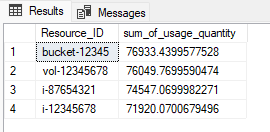 Results Messages
Resource_ID sum_of_usage_quantity
1 bucket-12345 76933.4399577528
2 vol-12345678 76049.7699590474
3 i-87654321 74547.0699982271
4 i-12345678 71920.0700679496